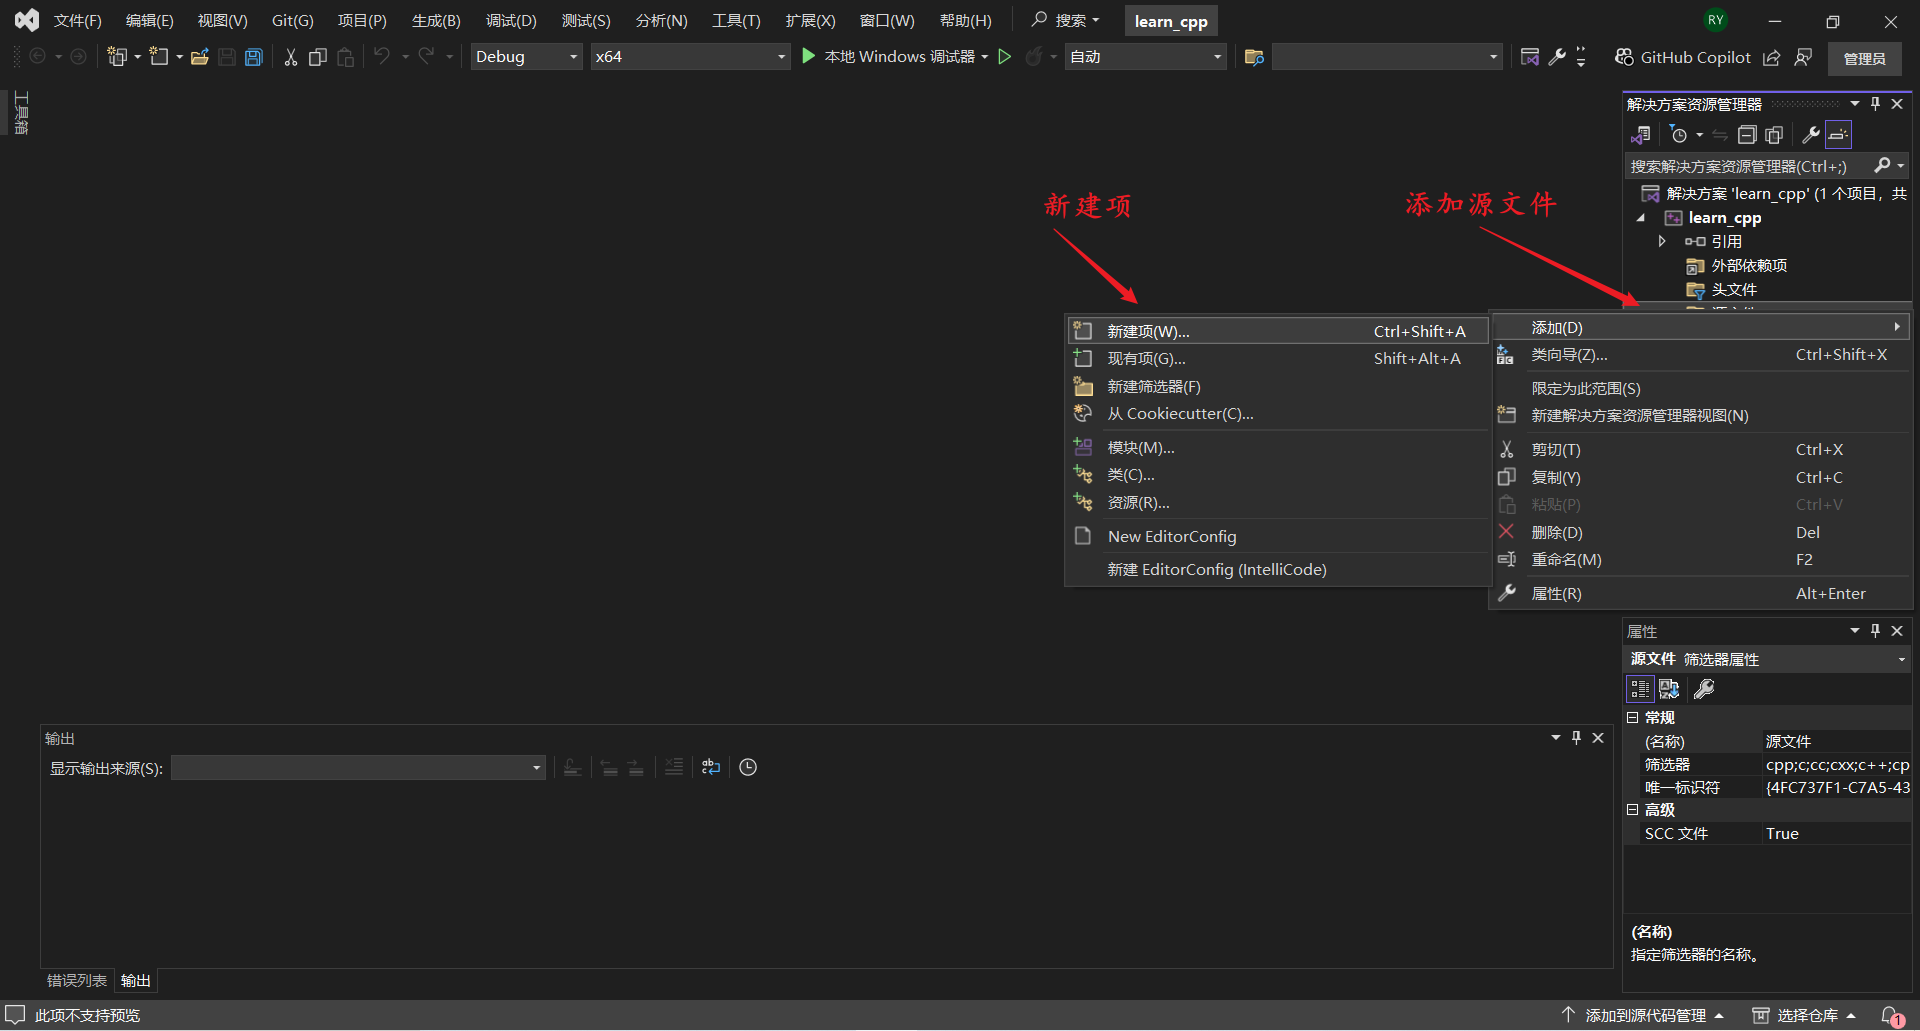 文件(F) 编辑(E) 视图(V) Git(G) 项目(P) 生成(B) 调试(D) 测试(S) 分析(N) 工具(T) 扩展(X) 窗口(W) 帮助(H) 搜索 learn_cpp RY
Debug x64 本地 Windows 调试器 自动 GitHub Copilot 管理员
工具箱
解决方案资源管理器
搜索解决方案资源管理器(Ctrl+;)
解决方案 'learn_cpp' (1 个项目，共
learn_cpp
引用
外部依赖项
头文件
新建项
添加源文件
新建项(W)... Ctrl+Shift+A
现有项(G)... Shift+Alt+A
新建筛选器(F)
从 Cookiecutter(C)...
模块(M)...
类(C)...
资源(R)...
New EditorConfig
新建 EditorConfig (IntelliCode)
添加(D)
类向导(Z)... Ctrl+Shift+X
限定为此范围(S)
新建解决方案资源管理器视图(N)
剪切(T) Ctrl+X
复制(Y) Ctrl+C
粘贴(P) Ctrl+V
删除(D) Del
重命名(M) F2
属性(R) Alt+Enter
属性
源文件 筛选器属性
常规
(名称) 源文件
筛选器 cpp;c;cc;cxx;c++;cp
唯一标识符 {4FC737F1-C7A5-43
高级
SCC 文件 True
(名称)
指定筛选器的名称。
输出
显示输出来源(S):
错误列表 输出
此项不支持预览 添加到源代码管理 选择仓库 1